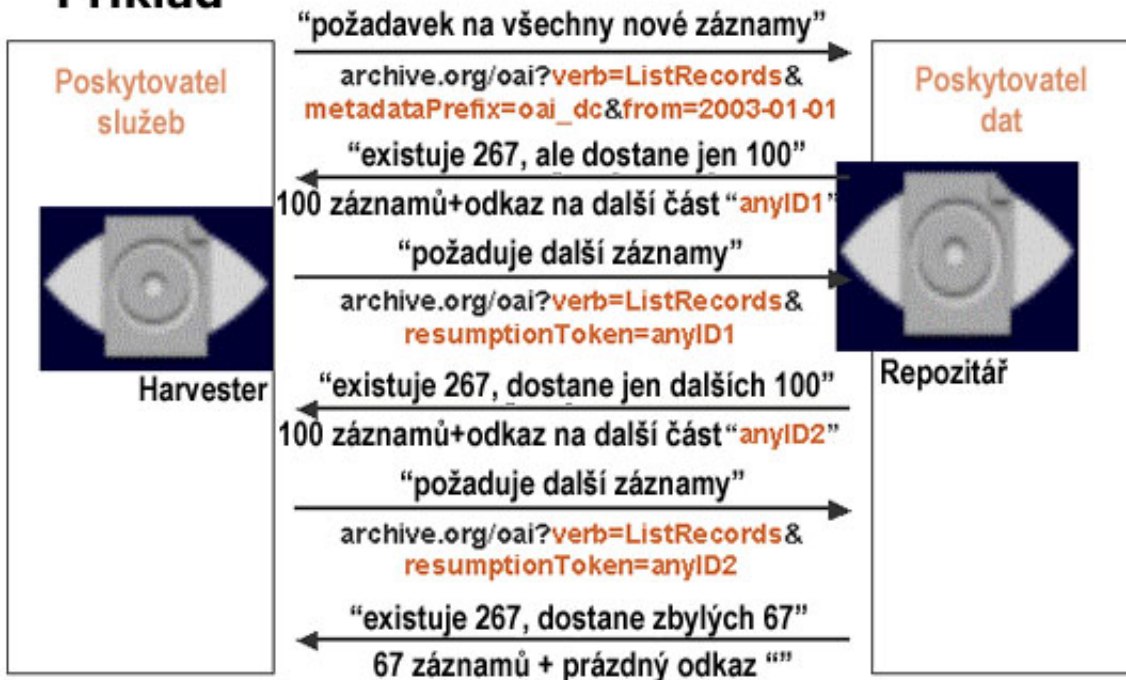 Příklad
“požadavek na všechny nové záznamy”
Poskytovatel
služeb
archive.org/oai?verb=ListRecords&
metadataPrefix=oai_dc&from=2003-01-01
Poskytovatel
dat
“existuje 267, ale dostane jen 100”
100 záznamů+odkaz na další část “anyID1”
“požaduje další záznamy”
archive.org/oai?verb=ListRecords&
resumptionToken=anyID1
Harvester
Repozitář
“existuje 267, dostane jen dalších 100”
100 záznamů+odkaz na další část “anyID2”
“požaduje další záznamy”
archive.org/oai?verb=ListRecords&
resumptionToken=anyID2
“existuje 267, dostane zbylých 67”
67 záznamů + prázdný odkaz “”